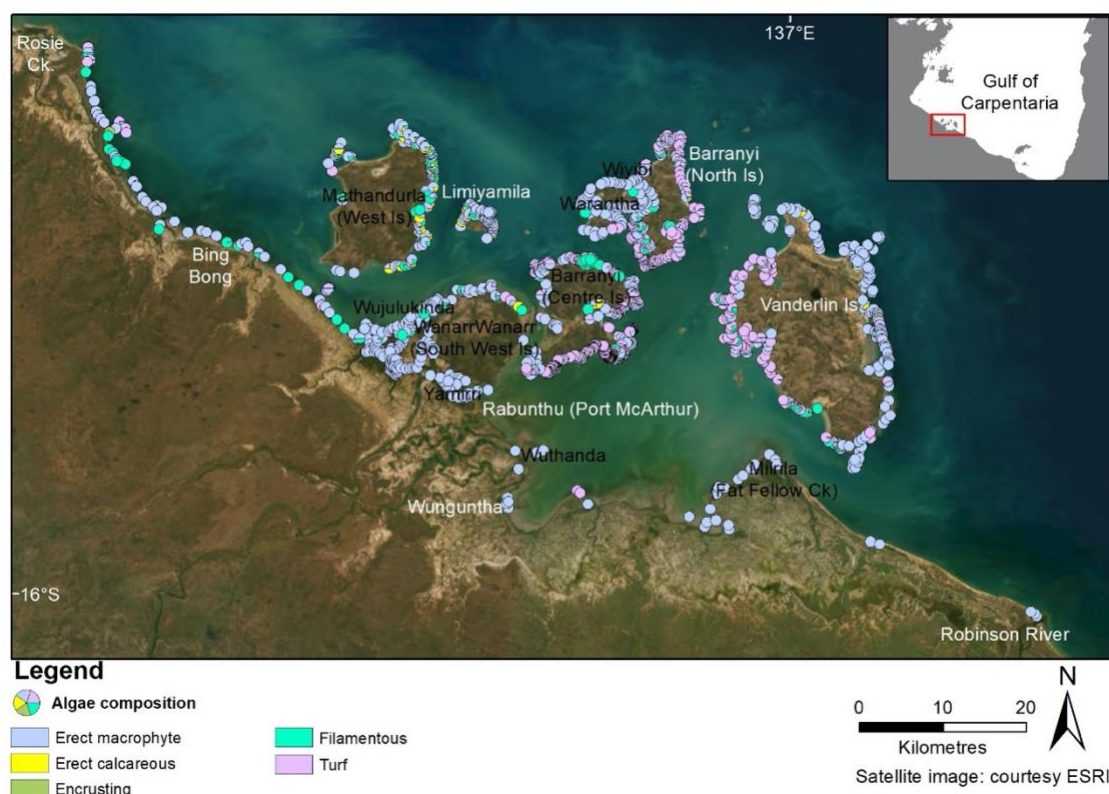 Rosie
Ck.
137°E
Gulf of
Carpentaria
Barranyi
(North Is)
Wiyibi
Warantha
Mathandurla
(West Is)
Limiyamila
Bing
Bong
Barranyi
(Centre Is)
Vanderlin Is.
Wujulukinda
WanarrWanarr
(South West Is)
Yamirri
Rabunthu (Port McArthur)
Wuthanda
Milrila
(Fat Fellow Ck)
Wunguntha
16°S
Robinson River
Legend
Algae composition
Erect macrophyte
Erect calcareous
Encrusting
Filamentous
Turf
N
0 10 20
Kilometres
Satellite image: courtesy ESRI